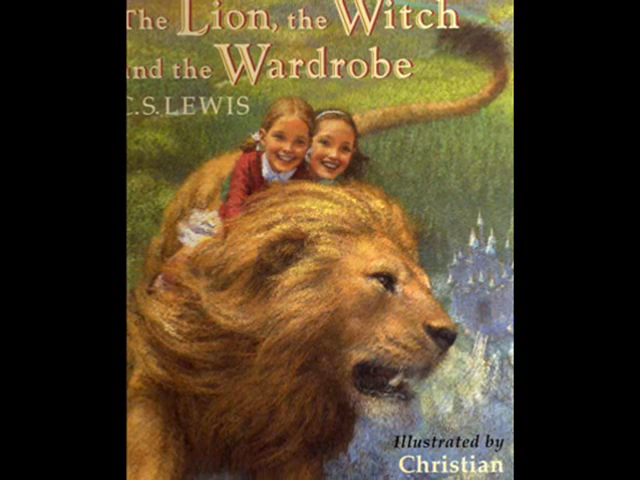 The Lion, the Witch
and the Wardrobe
C.S. LEWIS
Illustrated by
Christian